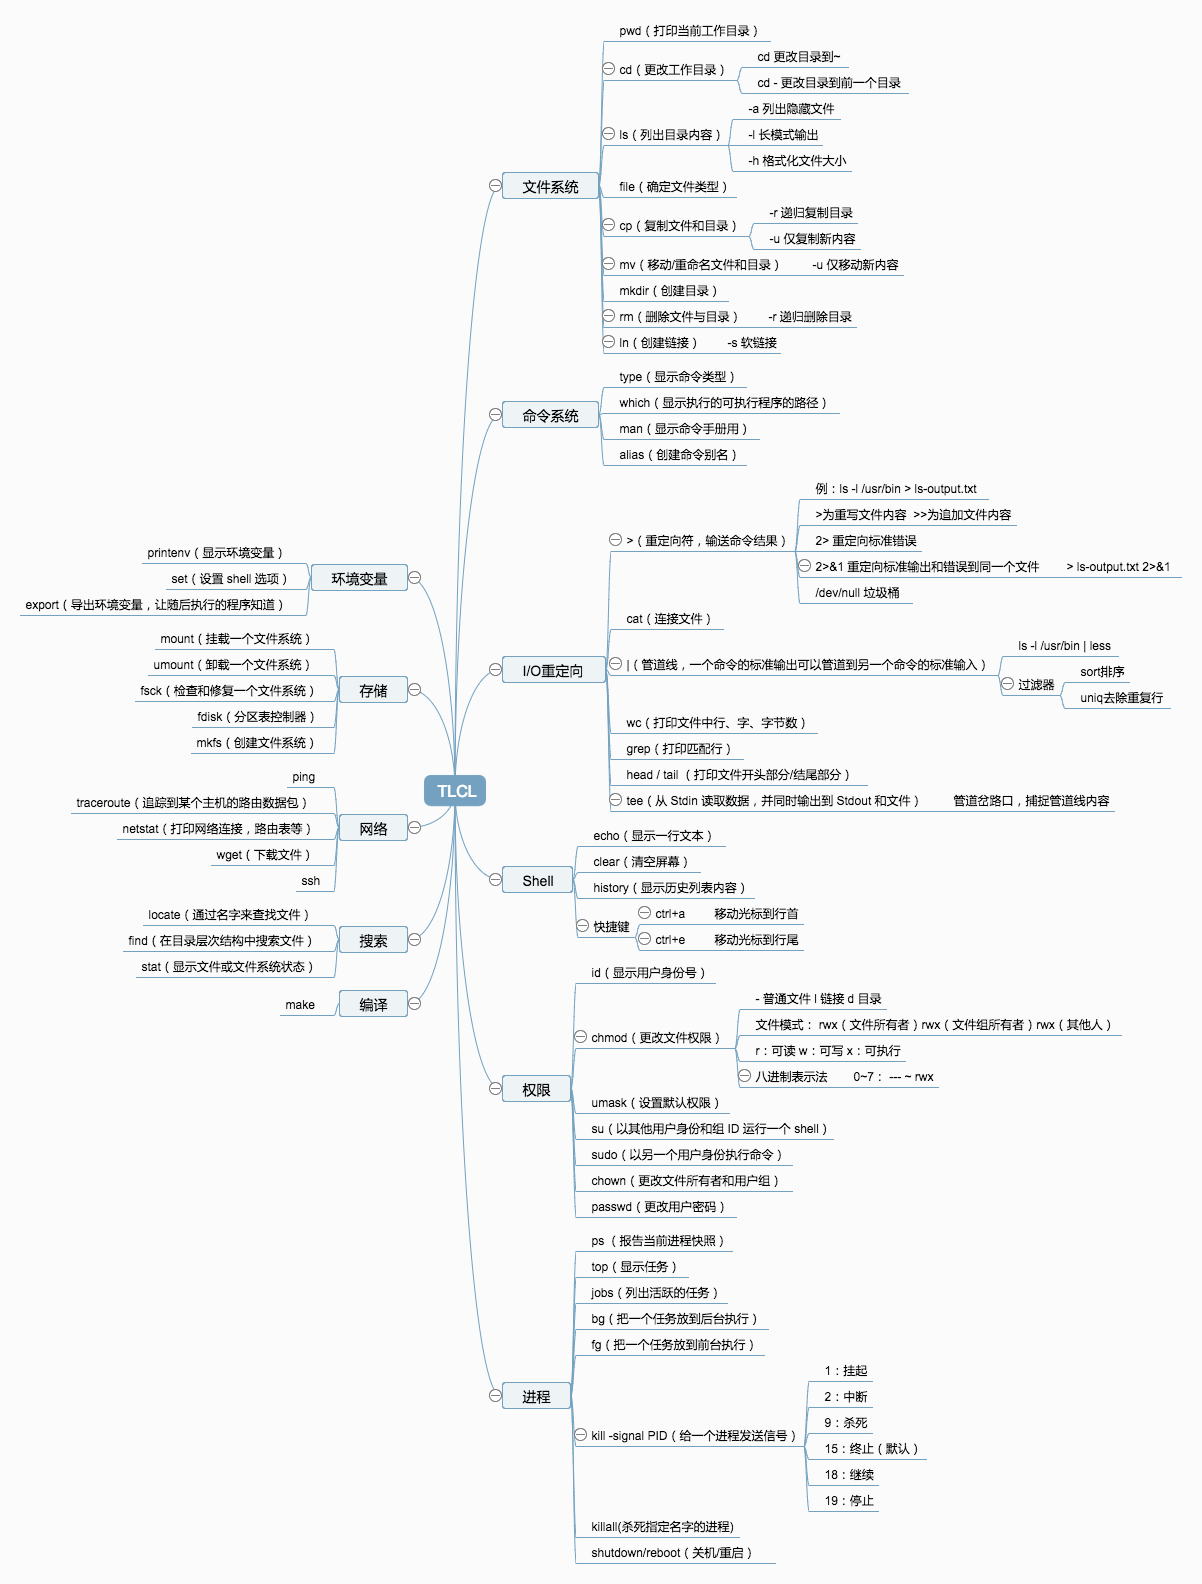 TLCL
文件系统
pwd（打印当前工作目录）
cd（更改工作目录）
cd 更改目录到~
cd - 更改目录到前一个目录
ls（列出目录内容）
-a 列出隐藏文件
-l 长模式输出
-h 格式化文件大小
file（确定文件类型）
cp（复制文件和目录）
-r 递归复制目录
-u 仅复制新内容
mv（移动/重命名文件和目录）
-u 仅移动新内容
mkdir（创建目录）
rm（删除文件与目录）
-r 递归删除目录
ln（创建链接）
-s 软链接
命令系统
type（显示命令类型）
which（显示执行的可执行程序的路径）
man（显示命令手册用）
alias（创建命令别名）
I/O重定向
>（重定向符，输送命令结果）
例：ls -l /usr/bin > ls-output.txt
>为重写文件内容 >>为追加文件内容
2> 重定向标准错误
2>&1 重定向标准输出和错误到同一个文件
> ls-output.txt 2>&1
/dev/null 垃圾桶
cat（连接文件）
|（管道线，一个命令的标准输出可以管道到另一个命令的标准输入）
ls -l /usr/bin | less
过滤器
sort排序
uniq去除重复行
wc（打印文件中行、字、字节数）
grep（打印匹配行）
head / tail （打印文件开头部分/结尾部分）
tee（从 Stdin 读取数据，并同时输出到 Stdout 和文件）
管道岔路口，捕捉管道线内容
Shell
echo（显示一行文本）
clear（清空屏幕）
history（显示历史列表内容）
快捷键
ctrl+a
移动光标到行首
ctrl+e
移动光标到行尾
权限
id（显示用户身份号）
chmod（更改文件权限）
- 普通文件 l 链接 d 目录
文件模式： rwx（文件所有者）rwx（文件组所有者）rwx（其他人）
r：可读 w：可写 x：可执行
八进制表示法
0~7： --- ~ rwx
umask（设置默认权限）
su（以其他用户身份和组 ID 运行一个 shell）
sudo（以另一个用户身份执行命令）
chown（更改文件所有者和用户组）
passwd（更改用户密码）
进程
ps （报告当前进程快照）
top（显示任务）
jobs（列出活跃的任务）
bg（把一个任务放到后台执行）
fg（把一个任务放到前台执行）
kill -signal PID（给一个进程发送信号）
1：挂起
2：中断
9：杀死
15：终止（默认）
18：继续
19：停止
killall(杀死指定名字的进程)
shutdown/reboot（关机/重启）
环境变量
printenv（显示环境变量）
set（设置 shell 选项）
export（导出环境变量，让随后执行的程序知道）
存储
mount（挂载一个文件系统）
umount（卸载一个文件系统）
fsck（检查和修复一个文件系统）
fdisk（分区表控制器）
mkfs（创建文件系统）
网络
ping
traceroute（追踪到某个主机的路由数据包）
netstat（打印网络连接，路由表等）
wget（下载文件）
ssh
搜索
locate（通过名字来查找文件）
find（在目录层次结构中搜索文件）
stat（显示文件或文件系统状态）
编译
make